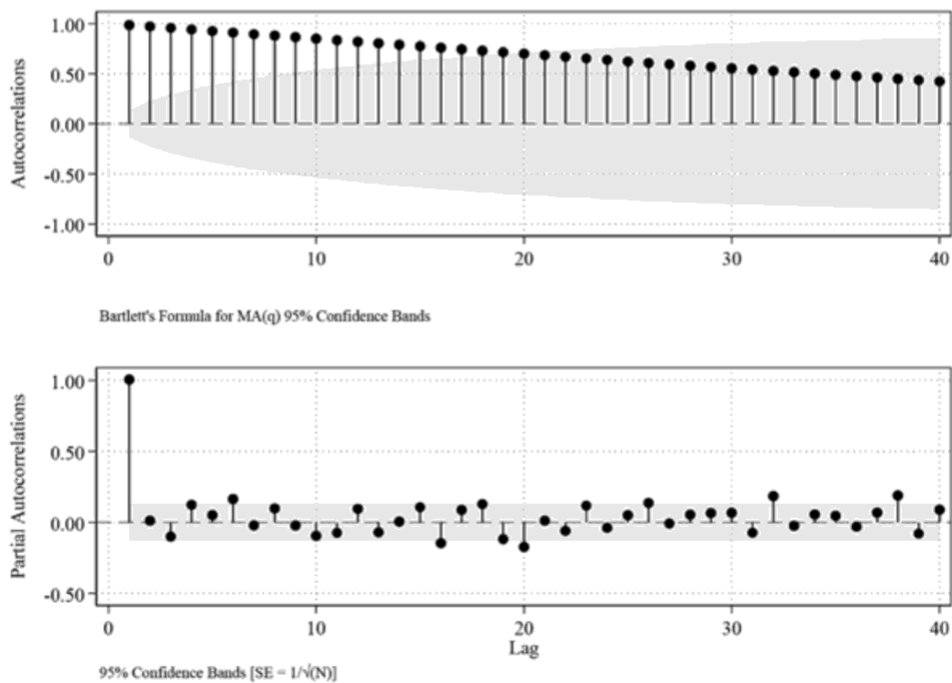 Autocorrelations
1.00
0.50
0.00
-0.50
-1.00
0 10 20 30 40
Bartlett's Formula for MA(q) 95% Confidence Bands
Partial Autocorrelations
1.00
0.50
0.00
-0.50
0 10 20 30 40
Lag
95% Confidence Bands [SE = 1/√(N)]